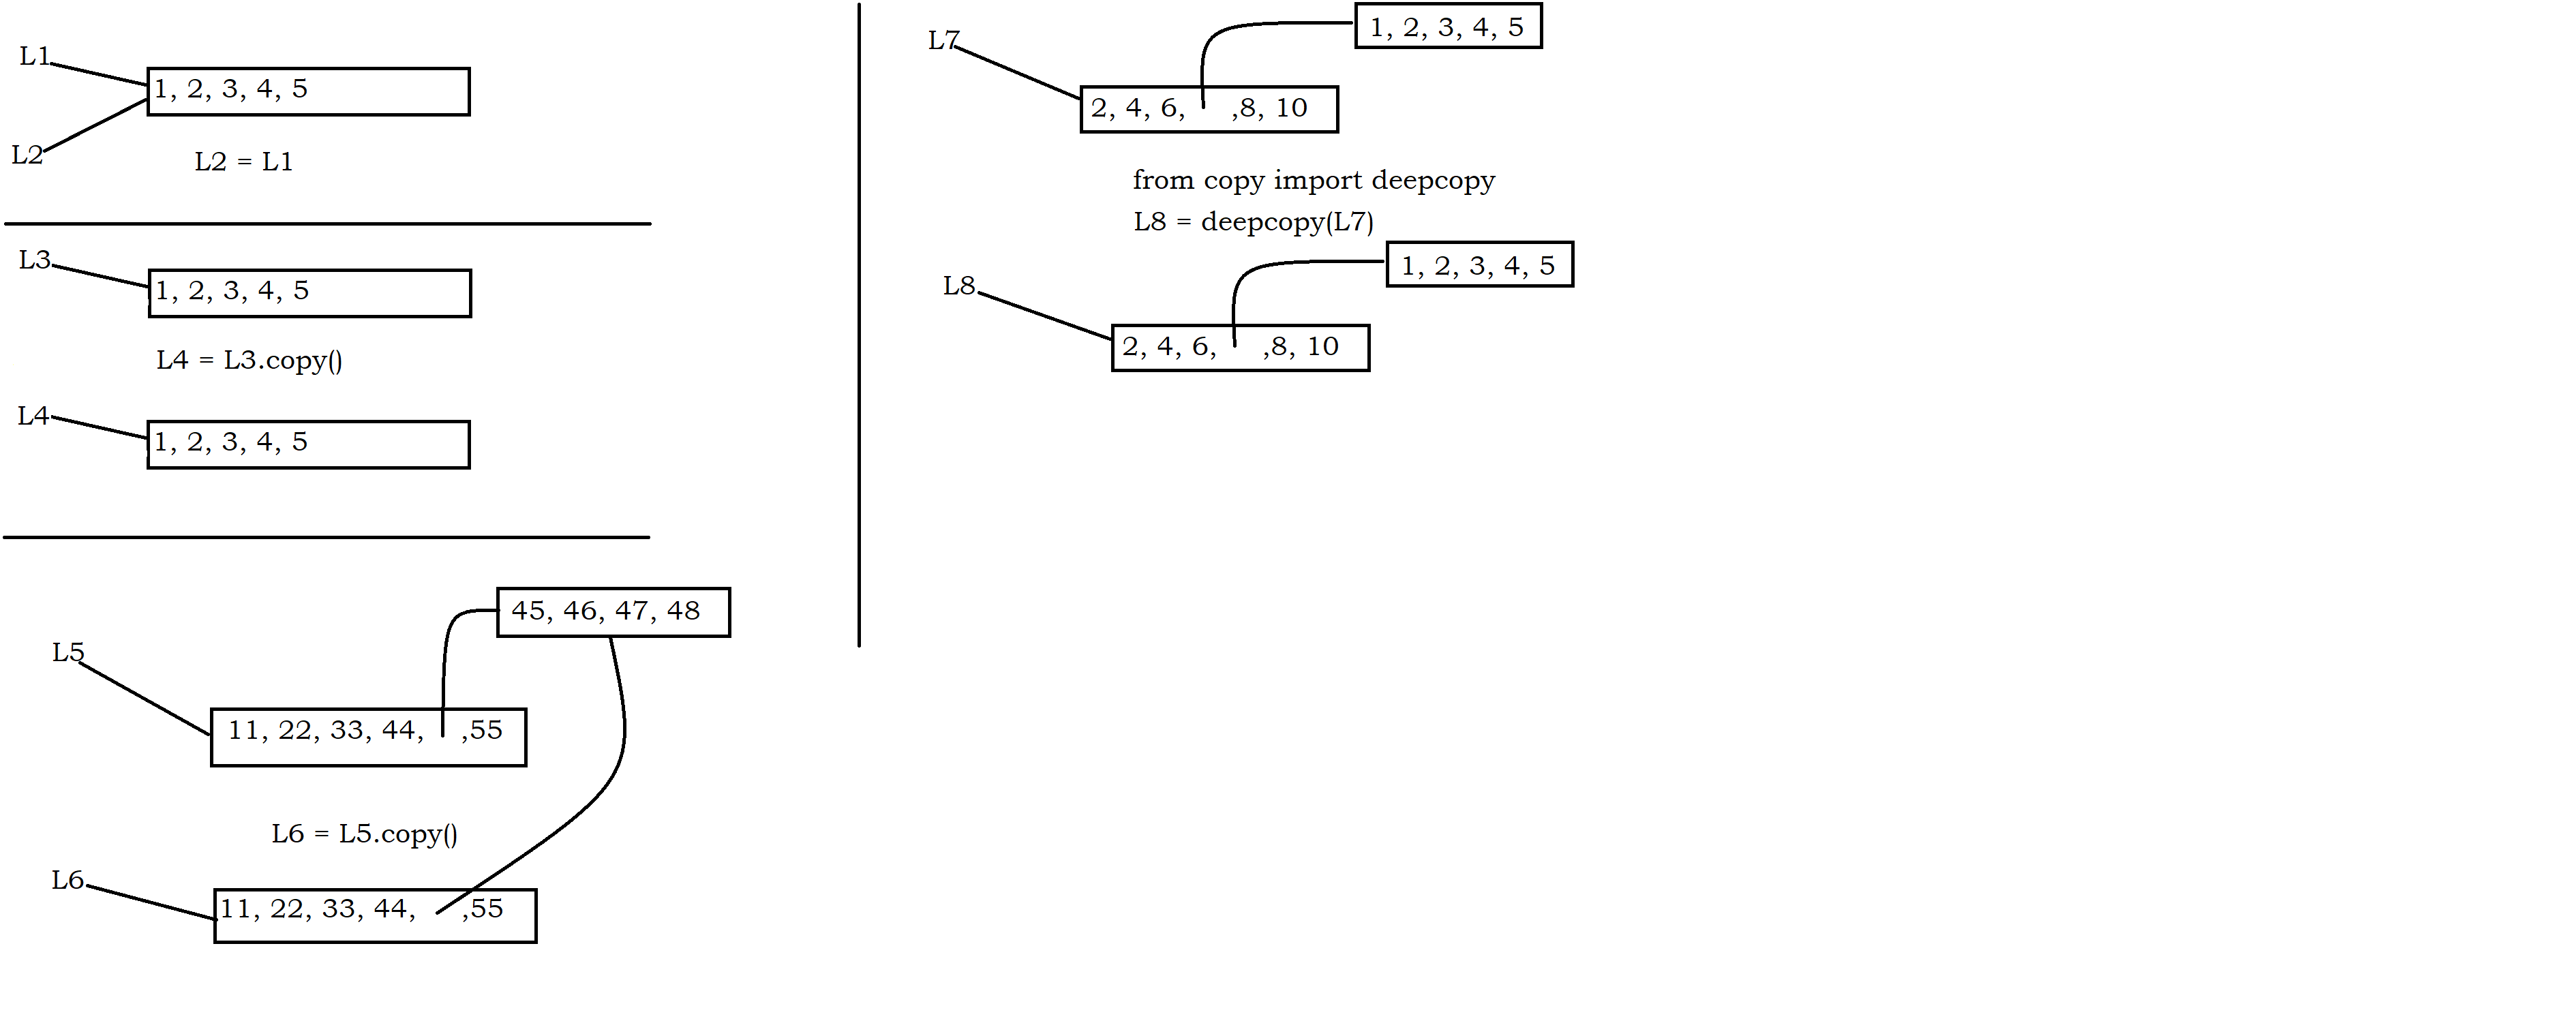 L1
1, 2, 3, 4, 5
L2
L2 = L1
L3
1, 2, 3, 4, 5
L4 = L3.copy()
L4
1, 2, 3, 4, 5
45, 46, 47, 48
L5
11, 22, 33, 44, ,55
L6 = L5.copy()
L6
11, 22, 33, 44, ,55
1, 2, 3, 4, 5
L7
2, 4, 6, ,8, 10
from copy import deepcopy
L8 = deepcopy(L7)
1, 2, 3, 4, 5
L8
2, 4, 6, ,8, 10